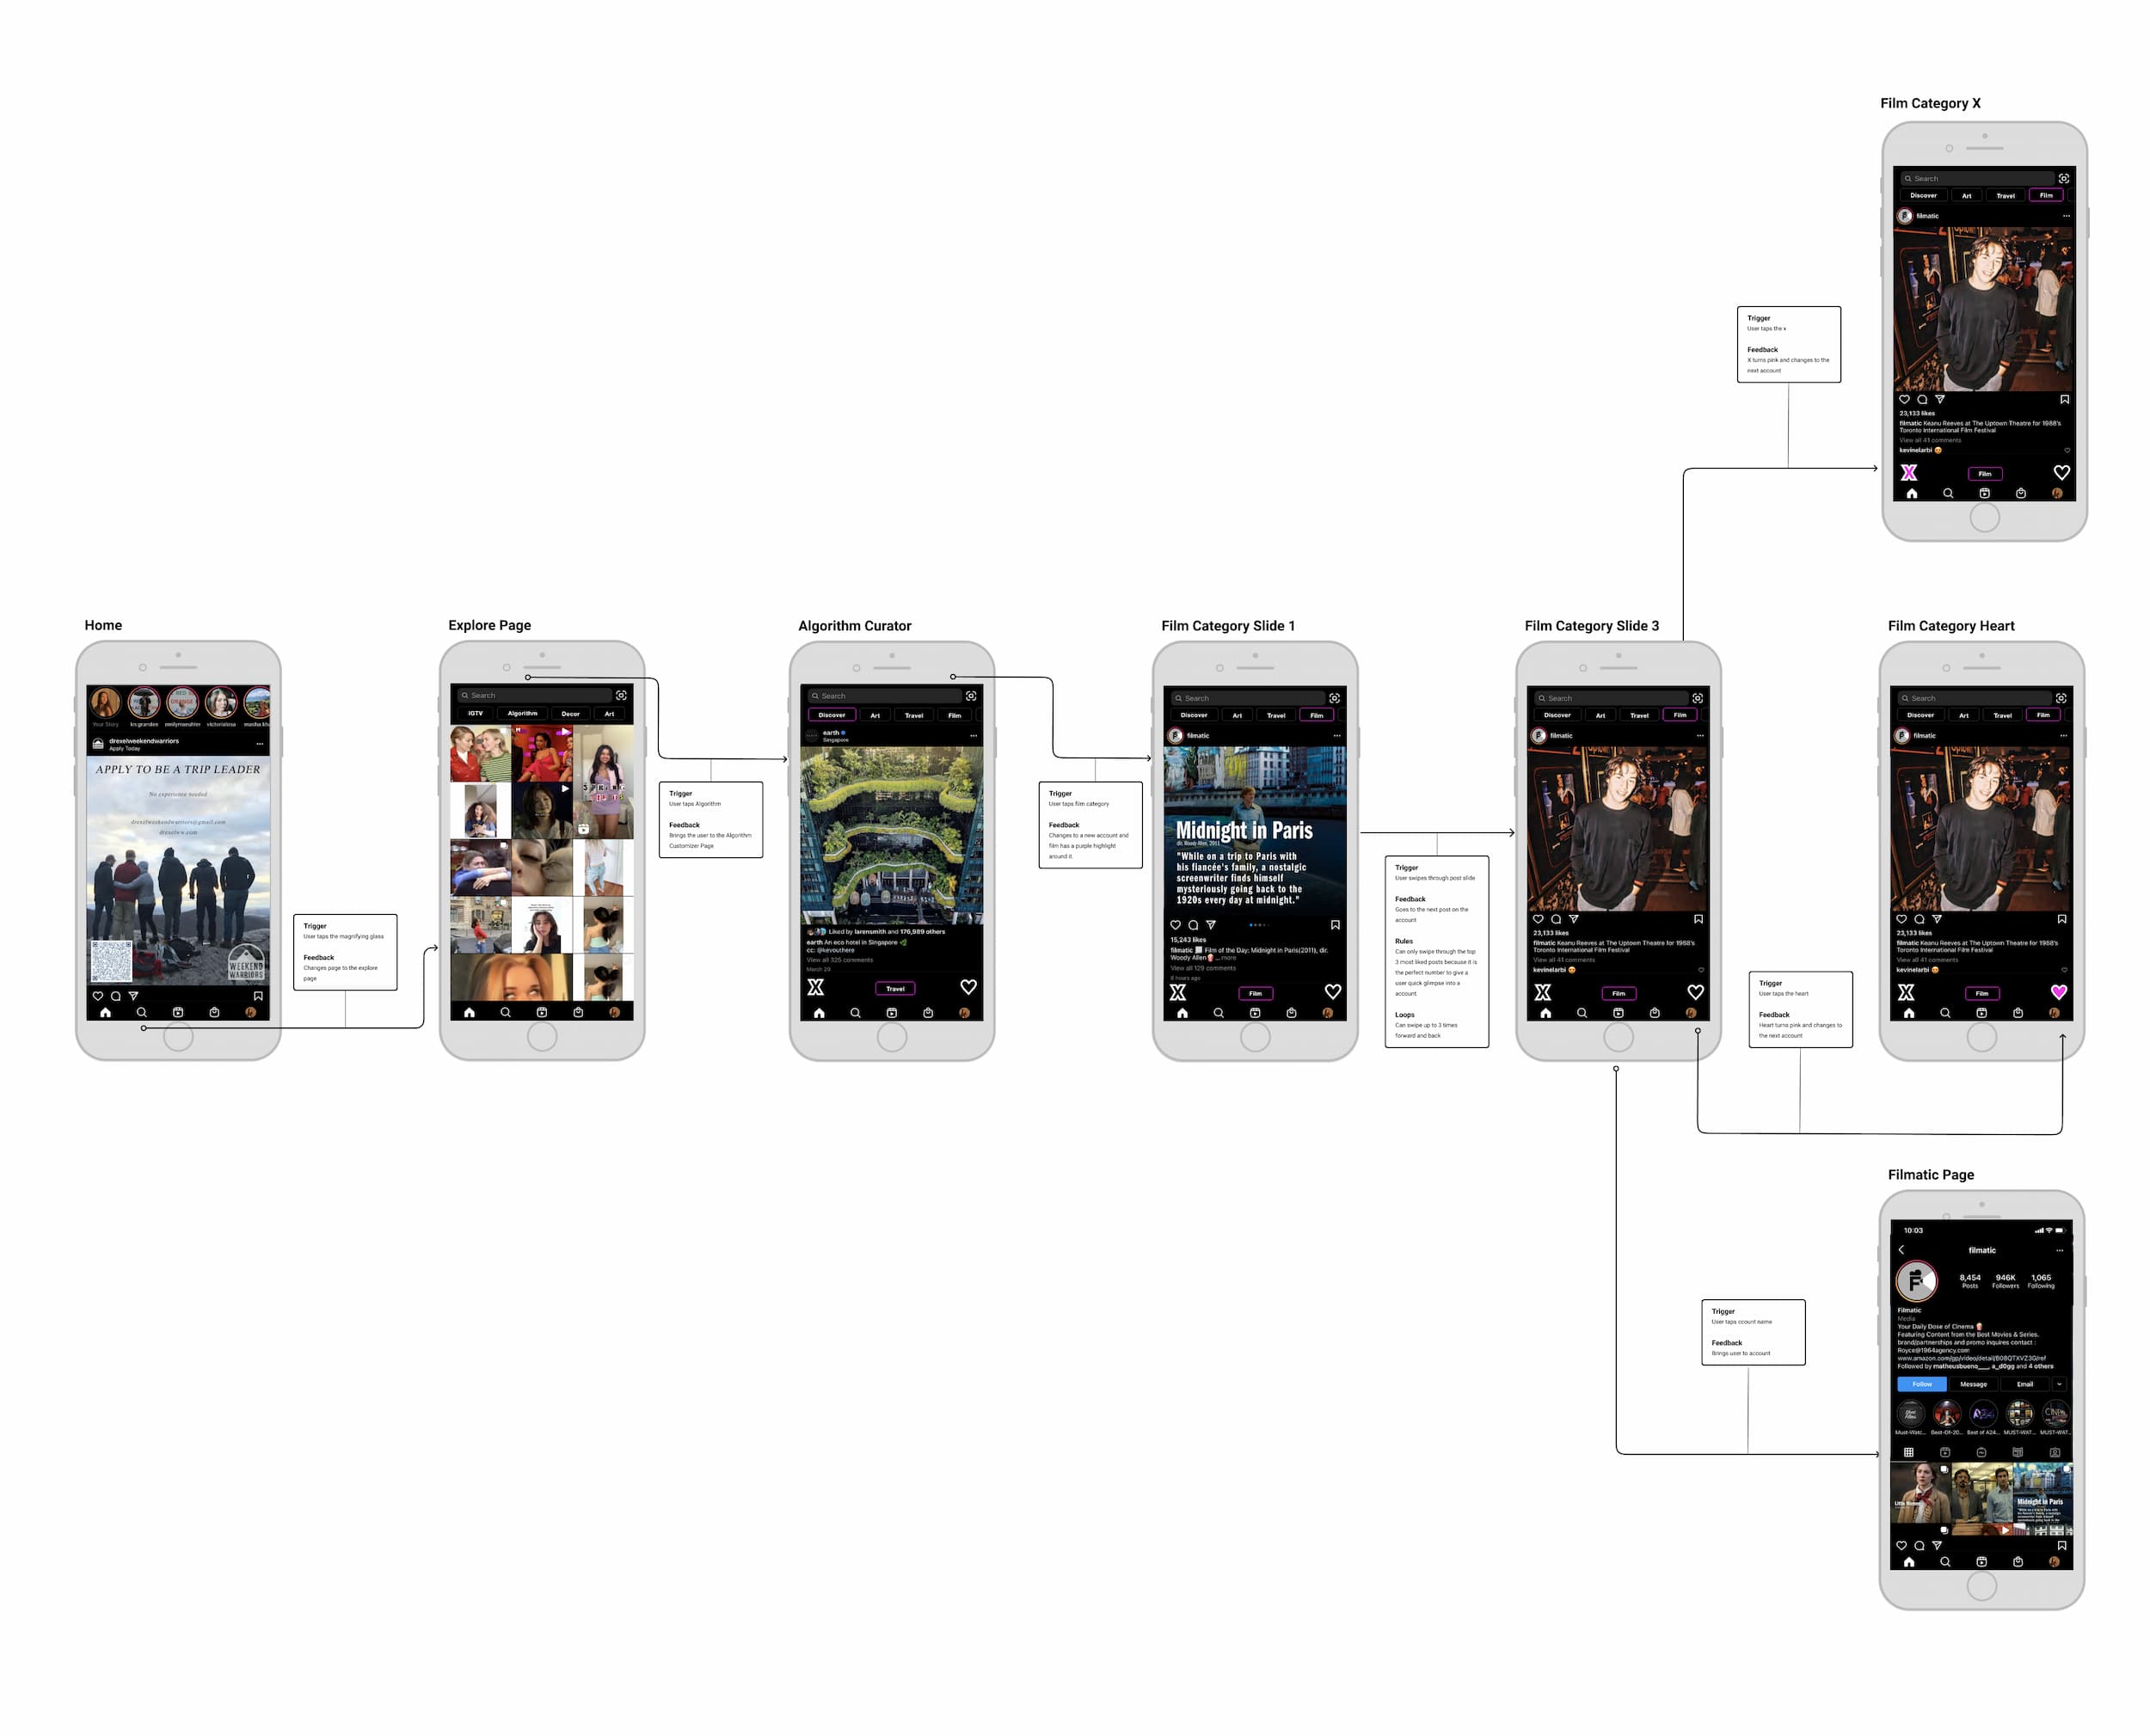 Film Category X
Search
Discover Art Travel Film
filmatic
23,133 likes
filmatic Keanu Reeves at The Uptown Theatre for 1988's
Toronto International Film Festival
View all 41 comments
kevinelarbi
X Film
Trigger
User taps the x
Feedback
X turns pink and changes to the
next account
Home
Your Story krs.grandee emilymaeahrer victorialssa masha.kh
drexelweekendwarriors
Apply Today
APPLY TO BE A TRIP LEADER
No experience needed
drexelweekendwarriors@gmail.com
drexelww.com
WEEKEND
WARRIORS
Trigger
User taps the magnifying glass
Feedback
Changes page to the explore
page
Explore Page
Search
IGTV Algorithm Decor Art
SPRING
Trigger
User taps Algorithm
Feedback
Brings the user to the Algorithm
Customizer Page
Algorithm Curator
Search
Discover Art Travel Film
earth
Singapore
Liked by larensmith and 176,989 others
earth An eco hotel in Singapore
cc: @kevouthere
View all 325 comments
March 29
X Travel
Trigger
User taps film category
Feedback
Changes to a new account and
film has a purple highlight
around it.
Film Category Slide 1
Search
Discover Art Travel Film
filmatic
Midnight in Paris
dir. Woody Allen, 2011
"While on a trip to Paris with
his fiancée's family, a nostalgic
screenwriter finds himself
mysteriously going back to the
1920s every day at midnight."
15,243 likes
filmatic Film of the Day: Midnight in Paris(2011), dir.
Woody Allen ... more
View all 129 comments
8 hours ago
X Film
Trigger
User swipes through post slide
Feedback
Goes to the next post on the
account
Rules
Can only swipe through the top
3 most liked posts because it is
the perfect number to give a
user quick glimpse into a
account.
Loops
Can swipe up to 3 times
forward and back
Film Category Slide 3
Search
Discover Art Travel Film
filmatic
23,133 likes
filmatic Keanu Reeves at The Uptown Theatre for 1988's
Toronto International Film Festival
View all 41 comments
kevinelarbi
X Film
Trigger
User taps the heart
Feedback
Heart turns pink and changes to
the next account
Film Category Heart
Search
Discover Art Travel Film
filmatic
23,133 likes
filmatic Keanu Reeves at The Uptown Theatre for 1988's
Toronto International Film Festival
View all 41 comments
kevinelarbi
X Film
Trigger
User taps ccount name
Feedback
Brings user to account
Filmatic Page
10:03
filmatic
8,454 946K 1,065
Posts Followers Following
F
Filmatic
Media
Your Daily Dose of Cinema
Featuring Content from the Best Movies & Series.
brand/partnerships and promo inquires contact :
Royce@1964agency.com
www.amazon.com/gp/video/detail/B08QTXVZ3G/ref
Followed by matheusbueno___, a_d0gg and 4 others
Follow Message Email
Must-Watc... Best-Of-20... Best of A24... MUST-WAT... MUST-WAT...
Little Women
Midnight in Paris